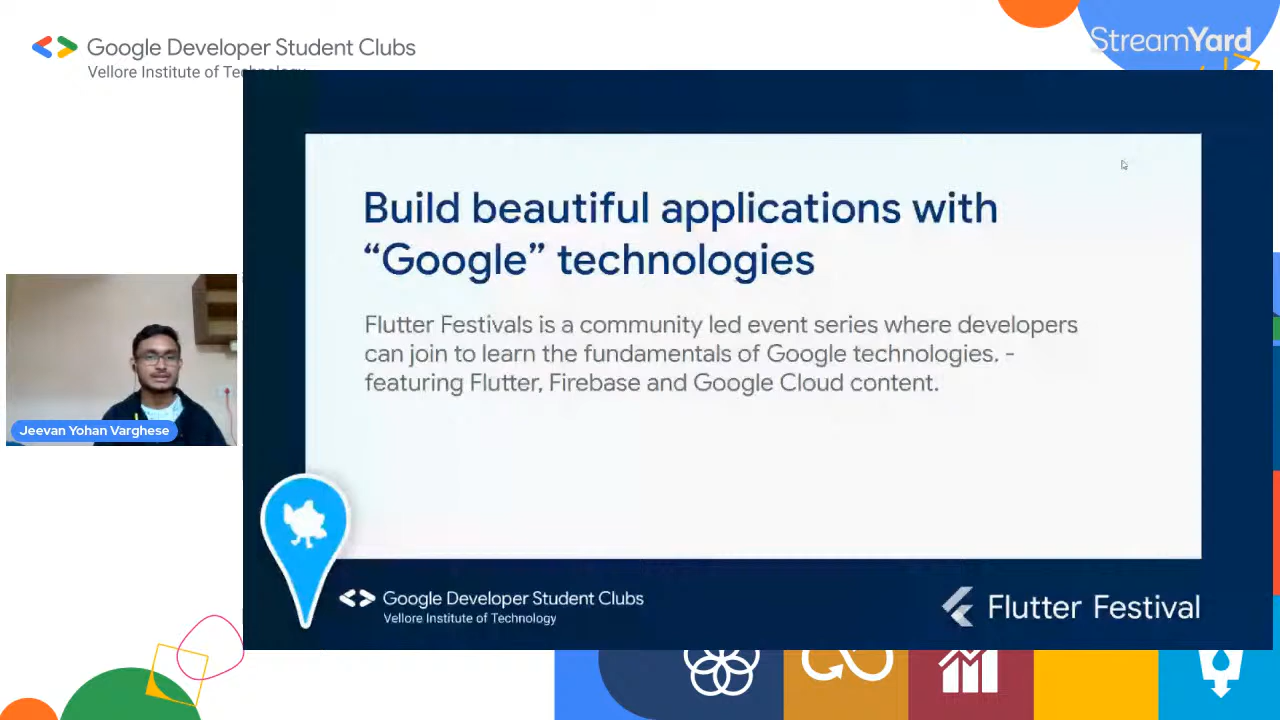 Google Developer Student Clubs
Vellore Institute of Technology
StreamYard
Build beautiful applications with
“Google” technologies
Flutter Festivals is a community led event series where developers
can join to learn the fundamentals of Google technologies. -
featuring Flutter, Firebase and Google Cloud content.
Jeevan Yohan Varghese
Google Developer Student Clubs
Vellore Institute of Technology
Flutter Festival